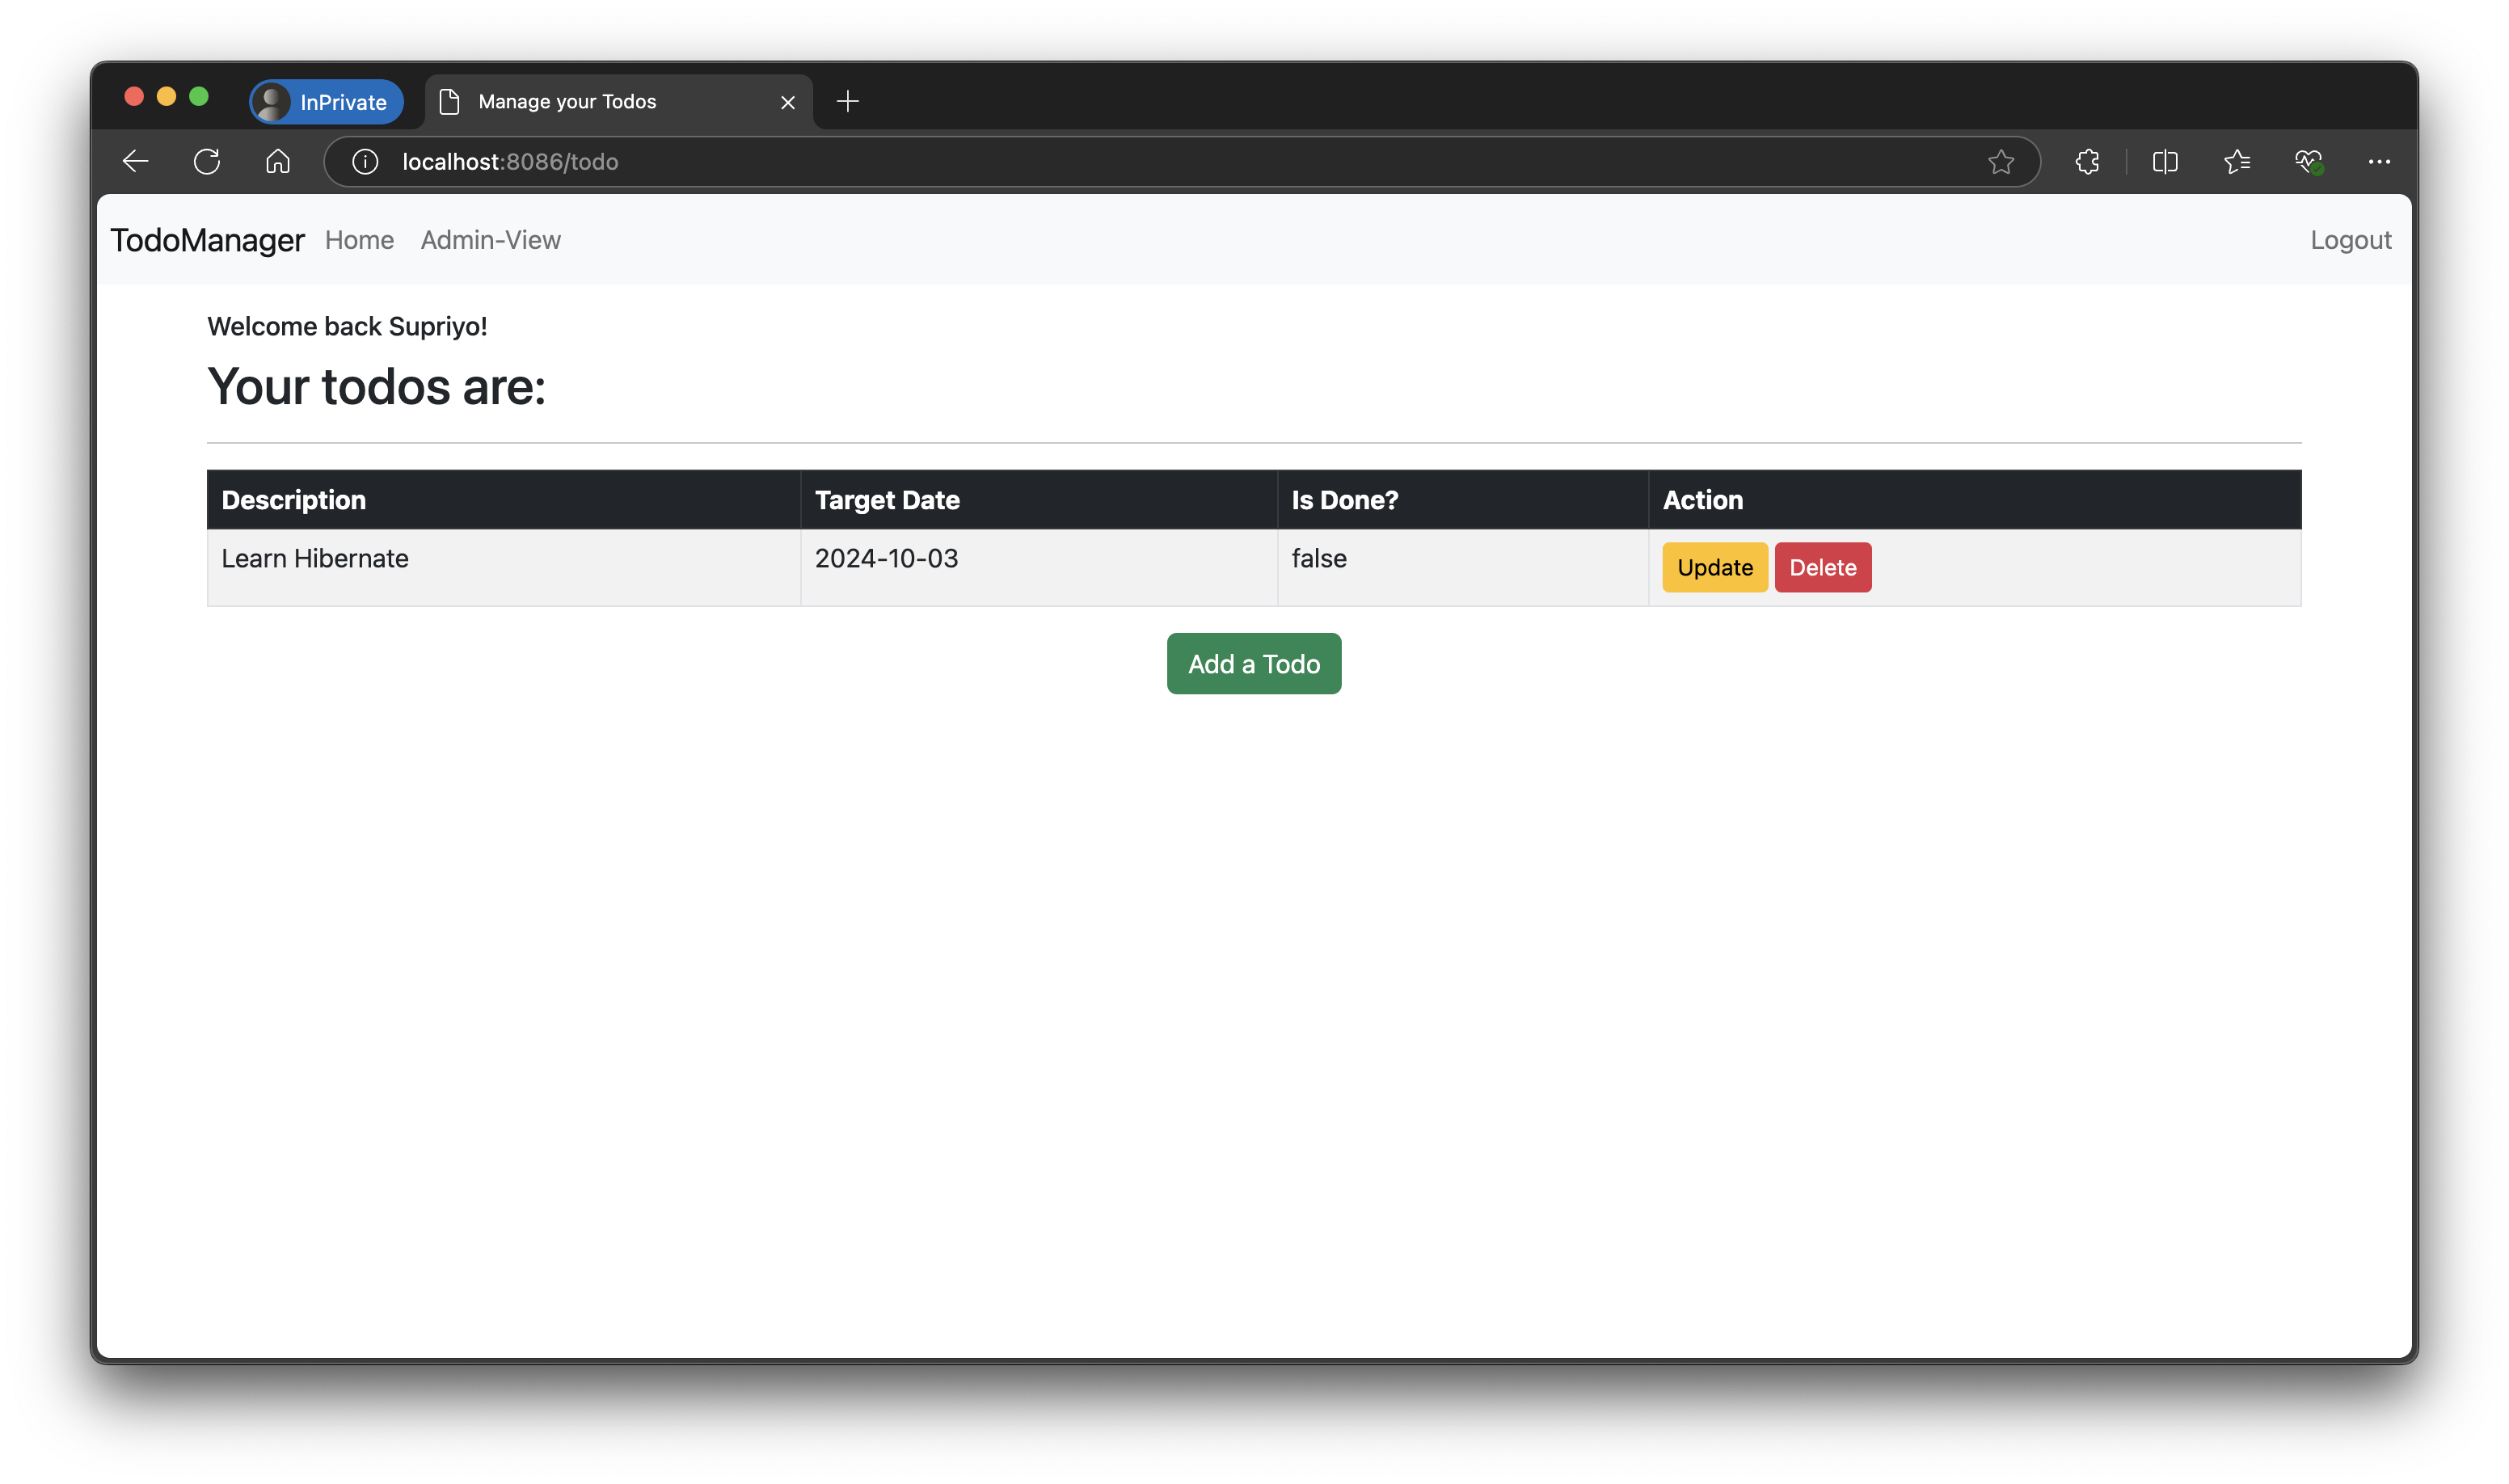 InPrivate Manage your Todos
localhost:8086/todo
TodoManager Home Admin-View Logout
Welcome back Supriyo!
Your todos are:
Description Target Date Is Done? Action
Learn Hibernate 2024-10-03 false Update Delete
Add a Todo